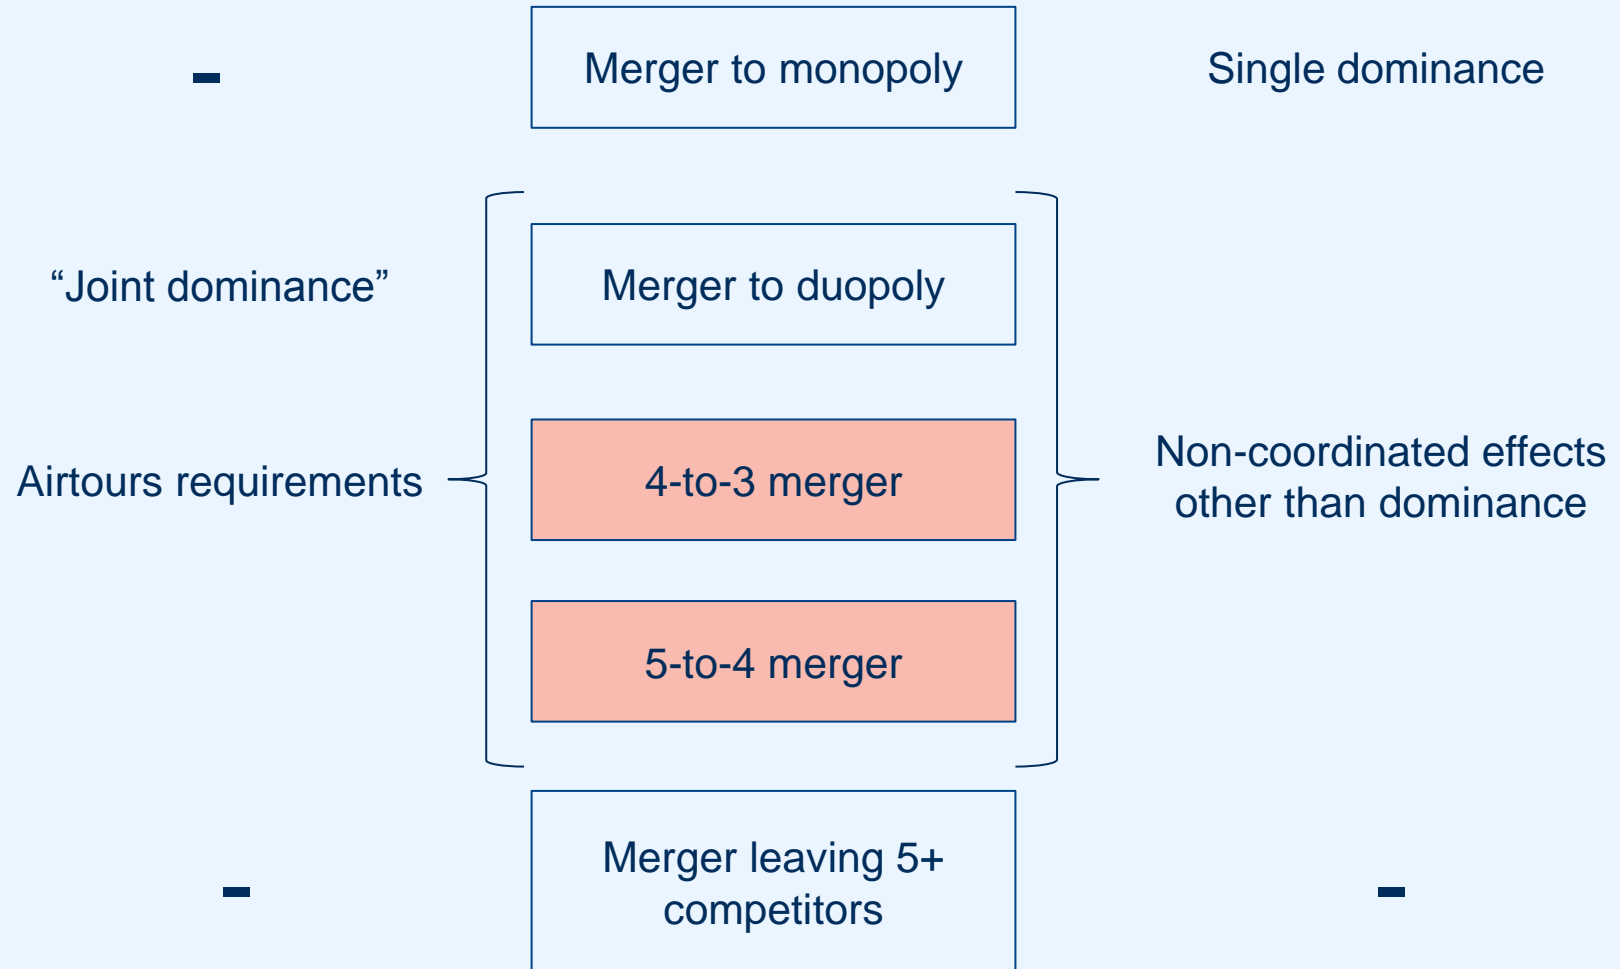 -
Merger to monopoly
Single dominance
“Joint dominance”
Merger to duopoly
Airtours requirements
4-to-3 merger
Non-coordinated effects
other than dominance
5-to-4 merger
-
Merger leaving 5+
competitors
-